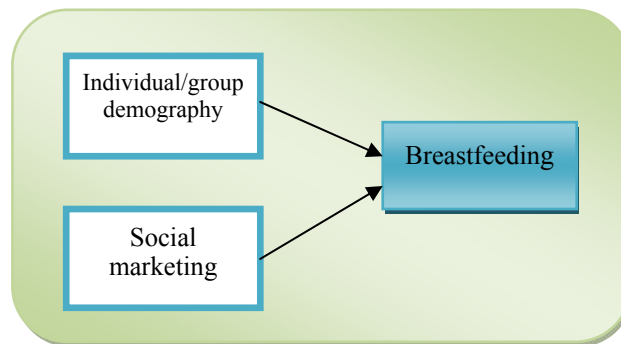 Individual/group
demography
Breastfeeding
Social
marketing